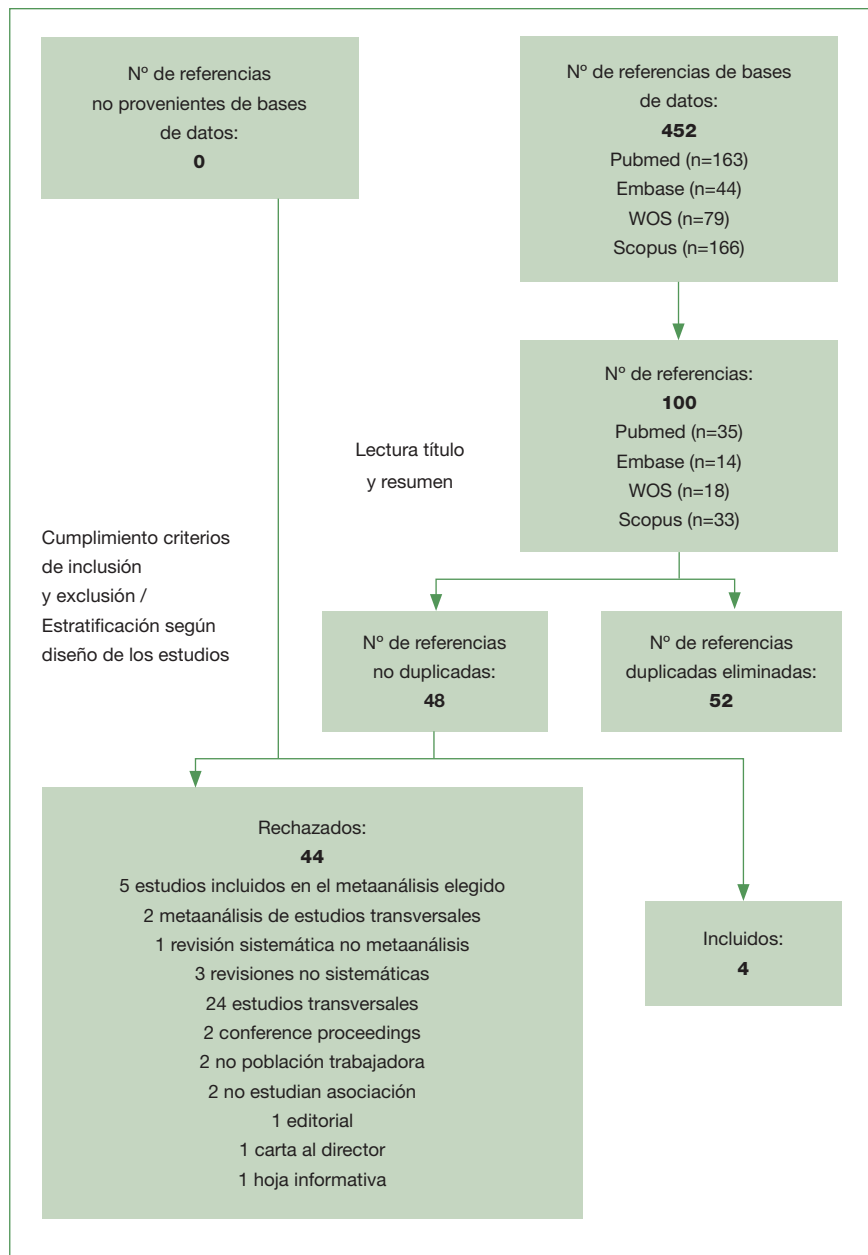 Nº de referencias
no provenientes de bases
de datos:
0
Nº de referencias de bases
de datos:
452
Pubmed (n=163)
Embase (n=44)
WOS (n=79)
Scopus (n=166)
Nº de referencias:
100
Pubmed (n=35)
Embase (n=14)
WOS (n=18)
Scopus (n=33)
Lectura título
y resumen
Cumplimiento criterios
de inclusión
y exclusión /
Estratificación según
diseño de los estudios
Nº de referencias
no duplicadas:
48
Nº de referencias
duplicadas eliminadas:
52
Rechazados:
44
5 estudios incluidos en el metaanálisis elegido
2 metaanálisis de estudios transversales
1 revisión sistemática no metaanálisis
3 revisiones no sistemáticas
24 estudios transversales
2 conference proceedings
2 no población trabajadora
2 no estudian asociación
1 editorial
1 carta al director
1 hoja informativa
Incluidos:
4